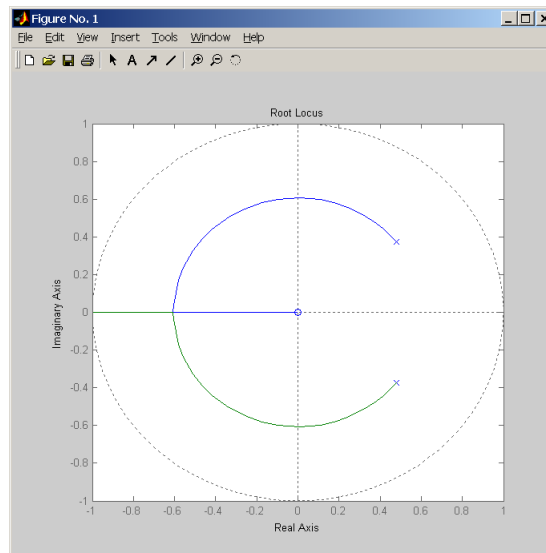 Figure No. 1
File Edit View Insert Tools Window Help
A
Root Locus
1
0.8
0.6
0.4
0.2
0
-0.2
-0.4
-0.6
-0.8
-1
Imaginary Axis
-1 -0.8 -0.6 -0.4 -0.2 0 0.2 0.4 0.6 0.8 1
Real Axis